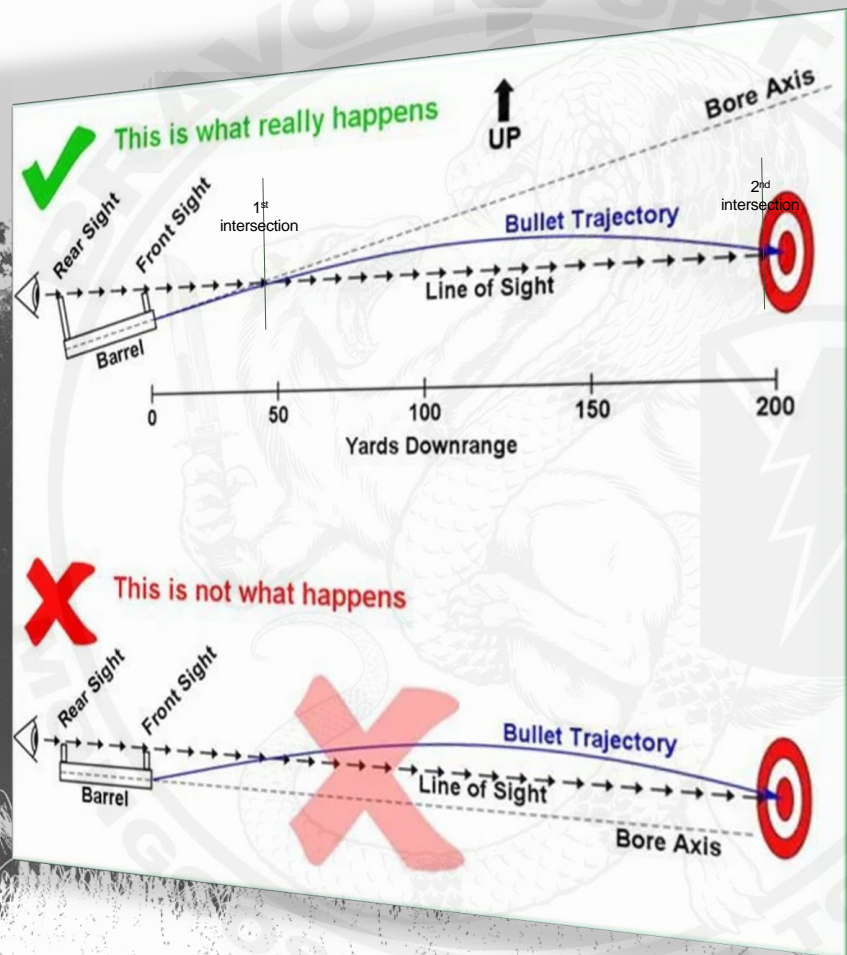 This is what really happens
UP
Bore Axis
Rear Sight
Front Sight
1st
intersection
2nd
intersection
Bullet Trajectory
Line of Sight
Barrel
0 50 100 150 200
Yards Downrange
This is not what happens
Rear Sight
Front Sight
Bullet Trajectory
Line of Sight
Barrel
Bore Axis